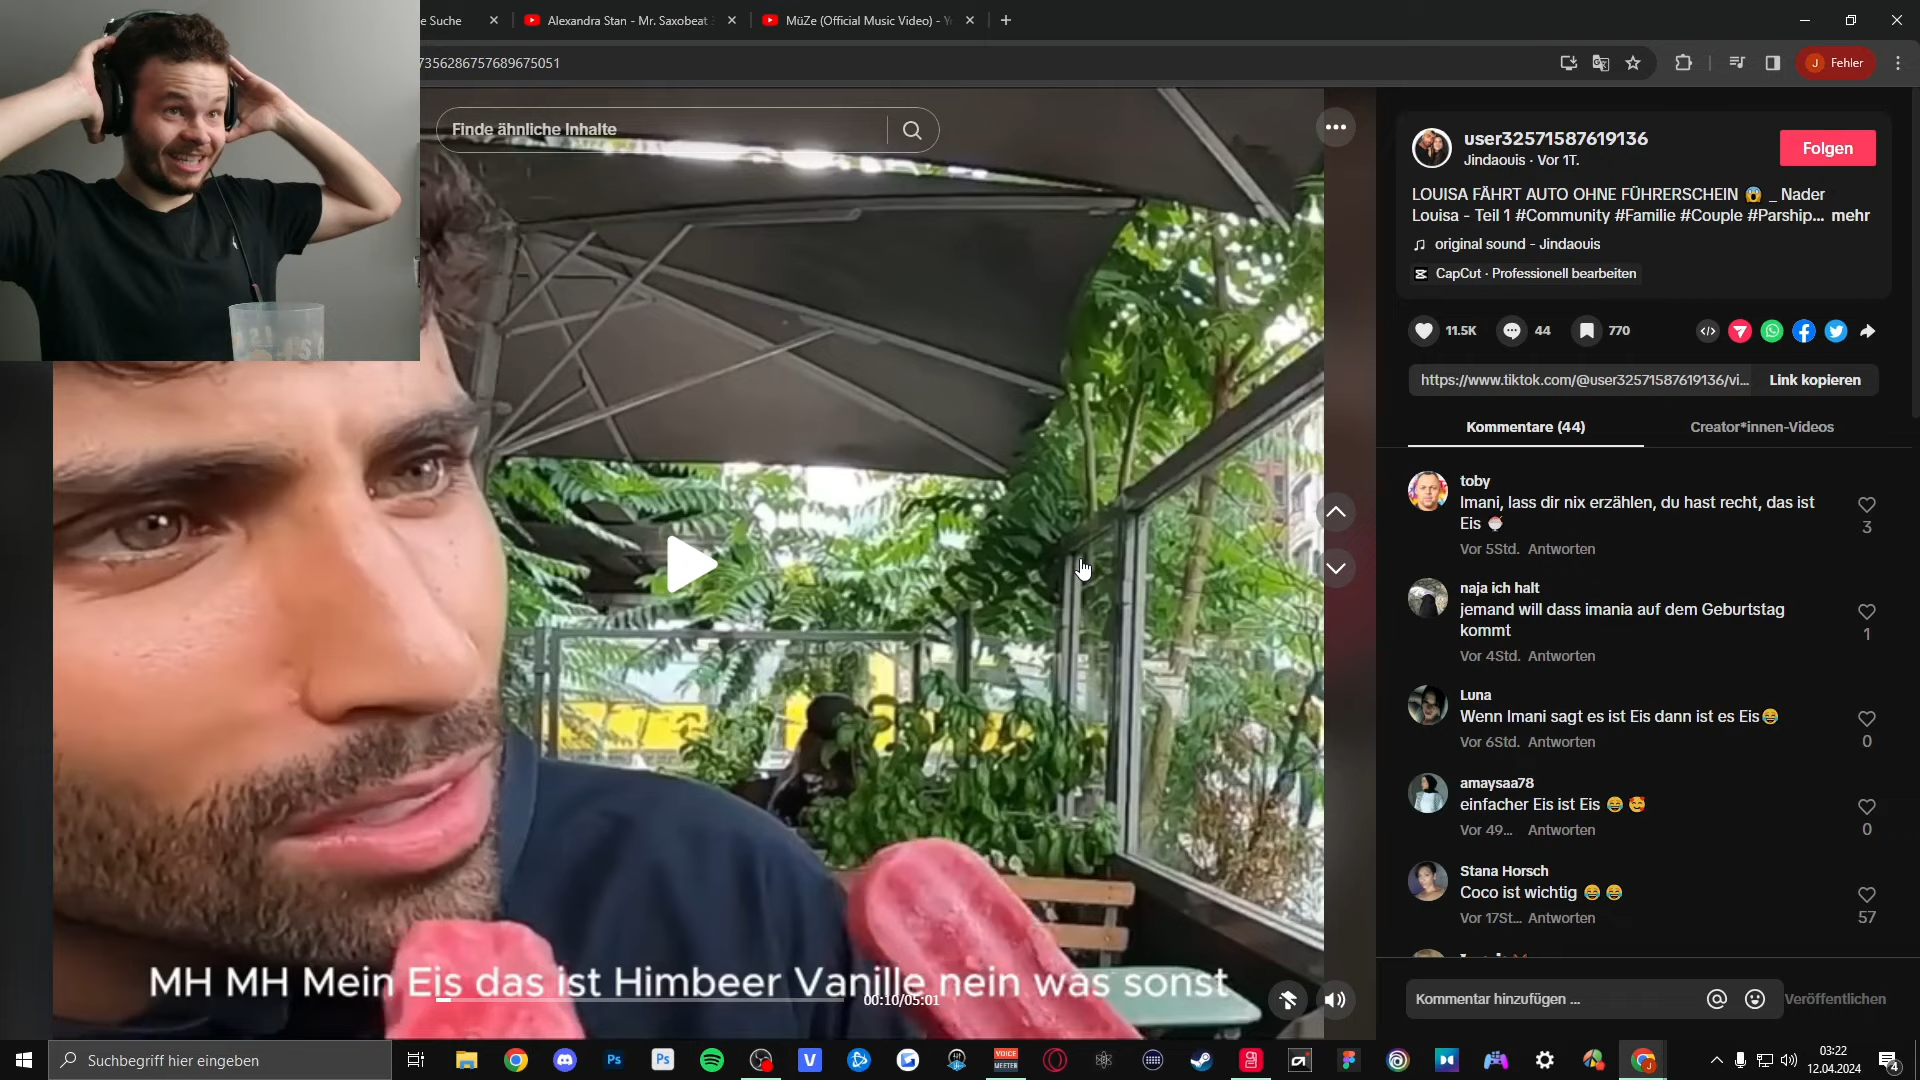 e Suche
Alexandra Stan - Mr. Saxobeat
MüZe (Official Music Video) - Y
7356286757689675051
J Fehler
Finde ähnliche Inhalte
user32571587619136
Jindaouis · Vor 1T.
Folgen
LOUISA FÄHRT AUTO OHNE FÜHRERSCHEIN 😱 _ Nader
Louisa - Teil 1 #Community #Familie #Couple #Parship... mehr
original sound - Jindaouis
CapCut · Professionell bearbeiten
11.5K
44
770
https://www.tiktok.com/@user32571587619136/vi...
Link kopieren
Kommentare (44)
Creator*innen-Videos
toby
Imani, lass dir nix erzählen, du hast recht, das ist
Eis 🍧
3
Vor 5Std. Antworten
naja ich halt
jemand will dass imania auf dem Geburtstag
kommt
1
Vor 4Std. Antworten
Luna
Wenn Imani sagt es ist Eis dann ist es Eis😂
0
Vor 6Std. Antworten
amaysaa78
einfacher Eis ist Eis 😂 🥰
0
Vor 49... Antworten
Stana Horsch
Coco ist wichtig 😂 😂
57
Vor 17St... Antworten
MH MH Mein Eis das ist Himbeer Vanille nein was sonst
00:10/05:01
Kommentar hinzufügen ...
Veröffentlichen
Suchbegriff hier eingeben
Ps
Ps
VOICE
MEETER
03:22
12.04.2024
4